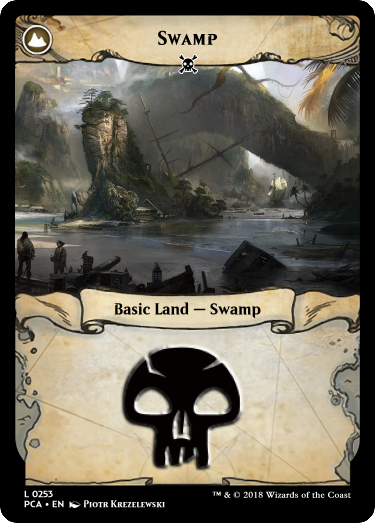 Swamp
Basic Land — Swamp
L 0253
PCA • EN Piotr Krezelewski
™ & © 2018 Wizards of the Coast